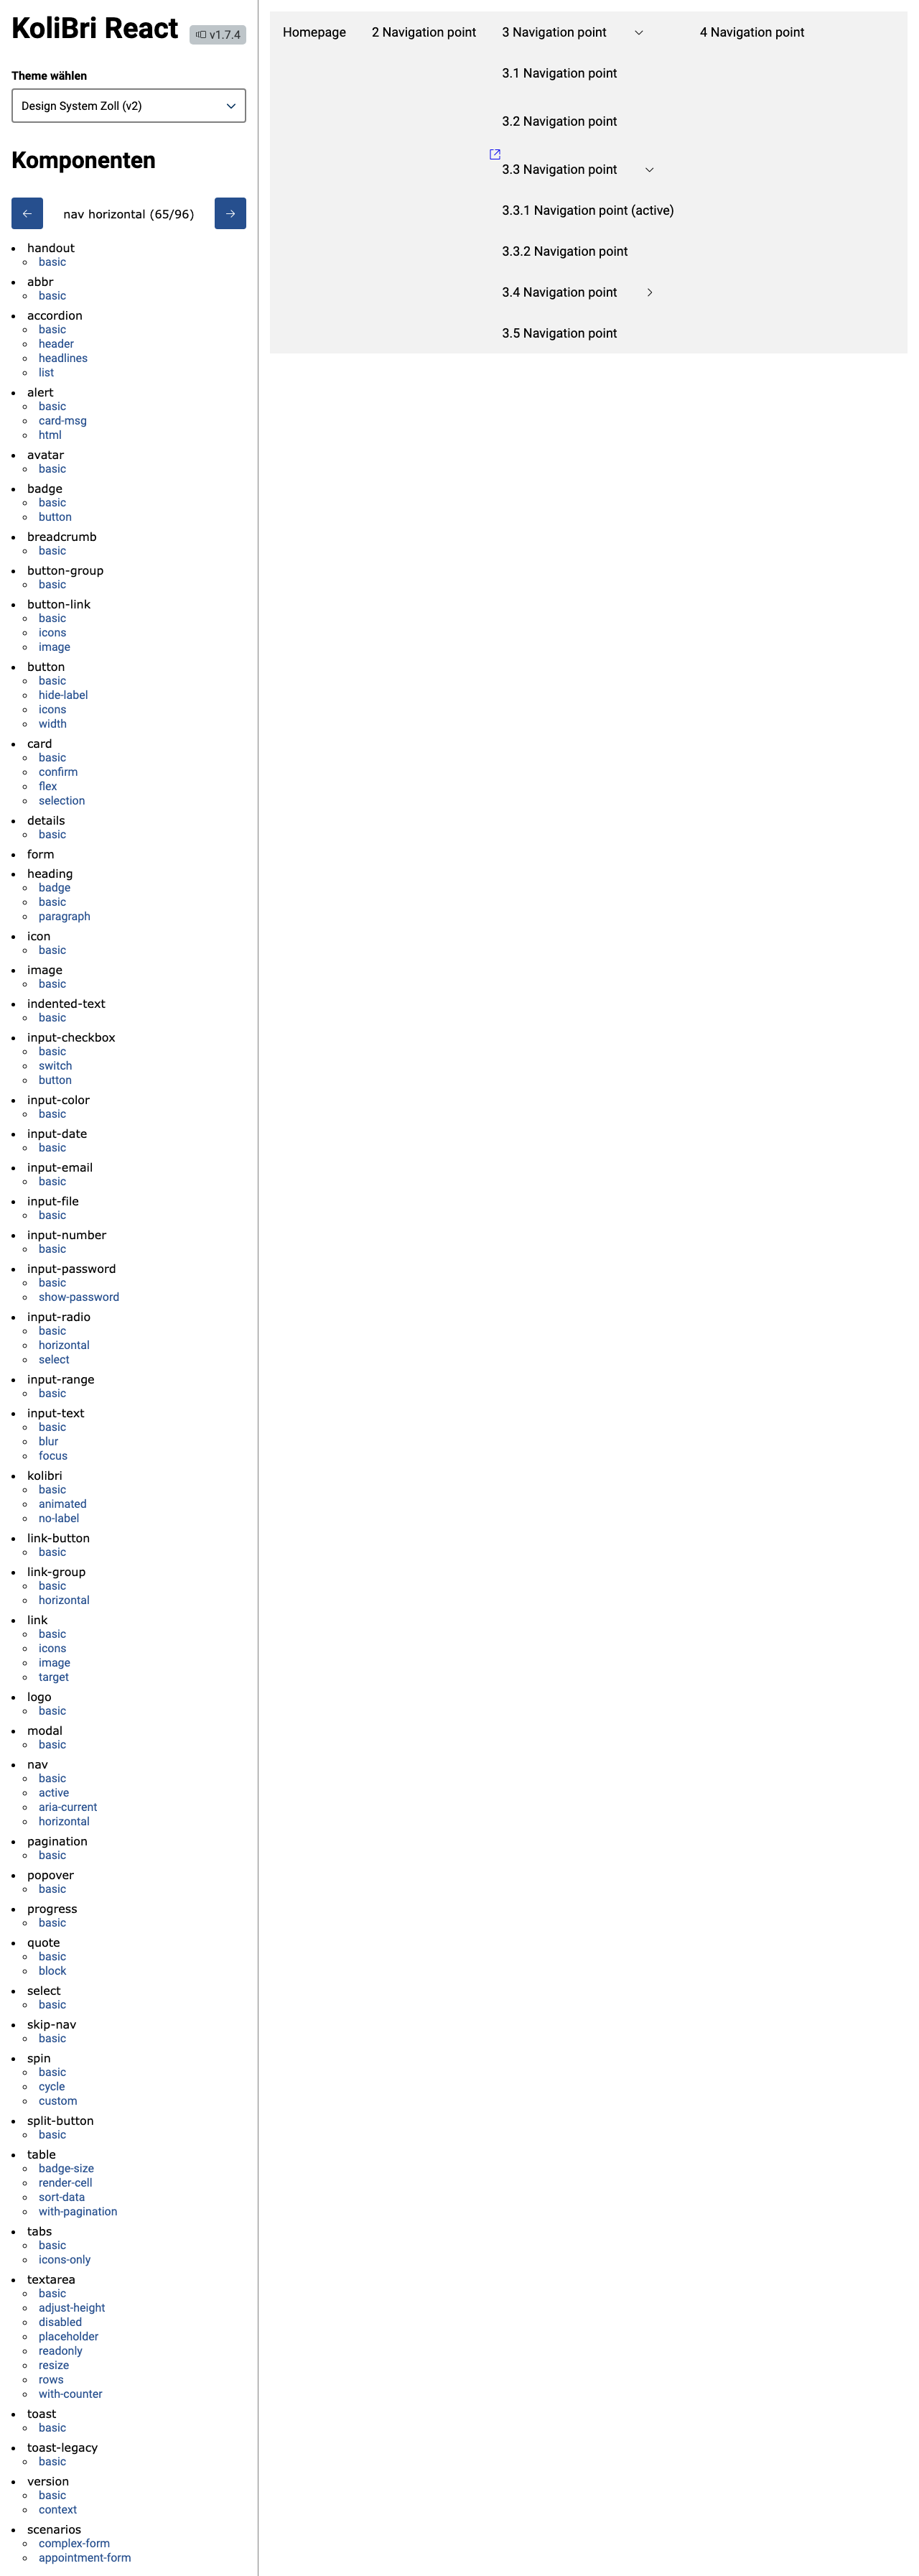 KoliBri React
v1.7.4
Theme wählen
Design System Zoll (v2)
Komponenten
nav horizontal (65/96)
handout
basic
abbr
basic
accordion
basic
header
headlines
list
alert
basic
card-msg
html
avatar
basic
badge
basic
button
breadcrumb
basic
button-group
basic
button-link
basic
icons
image
button
basic
hide-label
icons
width
card
basic
confirm
flex
selection
details
basic
form
heading
badge
basic
paragraph
icon
basic
image
basic
indented-text
basic
input-checkbox
basic
switch
button
input-color
basic
input-date
basic
input-email
basic
input-file
basic
input-number
basic
input-password
basic
show-password
input-radio
basic
horizontal
select
input-range
basic
input-text
basic
blur
focus
kolibri
basic
animated
no-label
link-button
basic
link-group
basic
horizontal
link
basic
icons
image
target
logo
basic
modal
basic
nav
basic
active
aria-current
horizontal
pagination
basic
popover
basic
progress
basic
quote
basic
block
select
basic
skip-nav
basic
spin
basic
cycle
custom
split-button
basic
table
badge-size
render-cell
sort-data
with-pagination
tabs
basic
icons-only
textarea
basic
adjust-height
disabled
placeholder
readonly
resize
rows
with-counter
toast
basic
toast-legacy
basic
version
basic
context
scenarios
complex-form
appointment-form
Homepage
2 Navigation point
3 Navigation point
3.1 Navigation point
3.2 Navigation point
3.3 Navigation point
3.3.1 Navigation point (active)
3.3.2 Navigation point
3.4 Navigation point
3.5 Navigation point
4 Navigation point